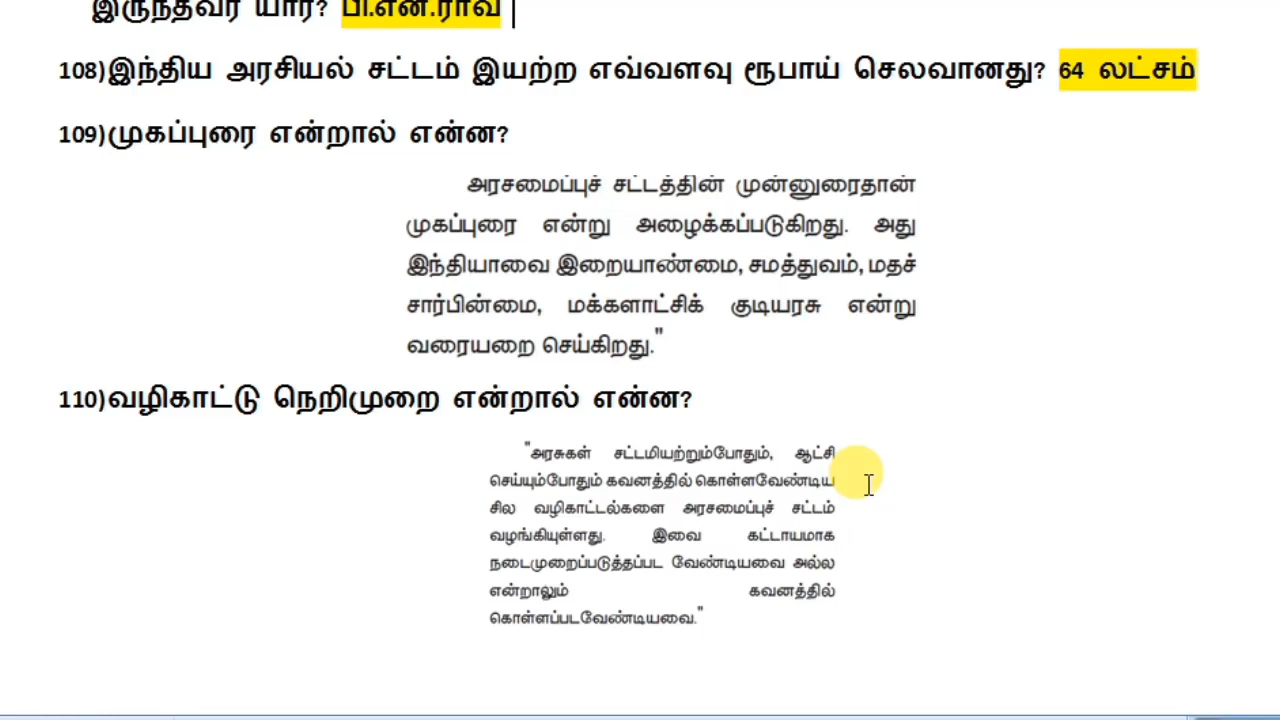 இருந்தவர் யார்? பி.என்.ராவ்
108)இந்திய அரசியல் சட்டம் இயற்ற எவ்வளவு ரூபாய் செலவானது? 64 லட்சம்
109)முகப்புரை என்றால் என்ன?
அரசமைப்புச் சட்டத்தின் முன்னுரைதான்
முகப்புரை என்று அழைக்கப்படுகிறது. அது
இந்தியாவை இறையாண்மை, சமத்துவம், மதச்
சார்பின்மை, மக்களாட்சிக் குடியரசு என்று
வரையறை செய்கிறது."
110)வழிகாட்டு நெறிமுறை என்றால் என்ன?
"அரசுகள் சட்டமியற்றும்போதும், ஆட்சி
செய்யும்போதும் கவனத்தில் கொள்ளவேண்டிய
சில வழிகாட்டல்களை அரசமைப்புச் சட்டம்
வழங்கியுள்ளது. இவை கட்டாயமாக
நடைமுறைப்படுத்தப்பட வேண்டியவை அல்ல
என்றாலும் கவனத்தில்
கொள்ளப்படவேண்டியவை."